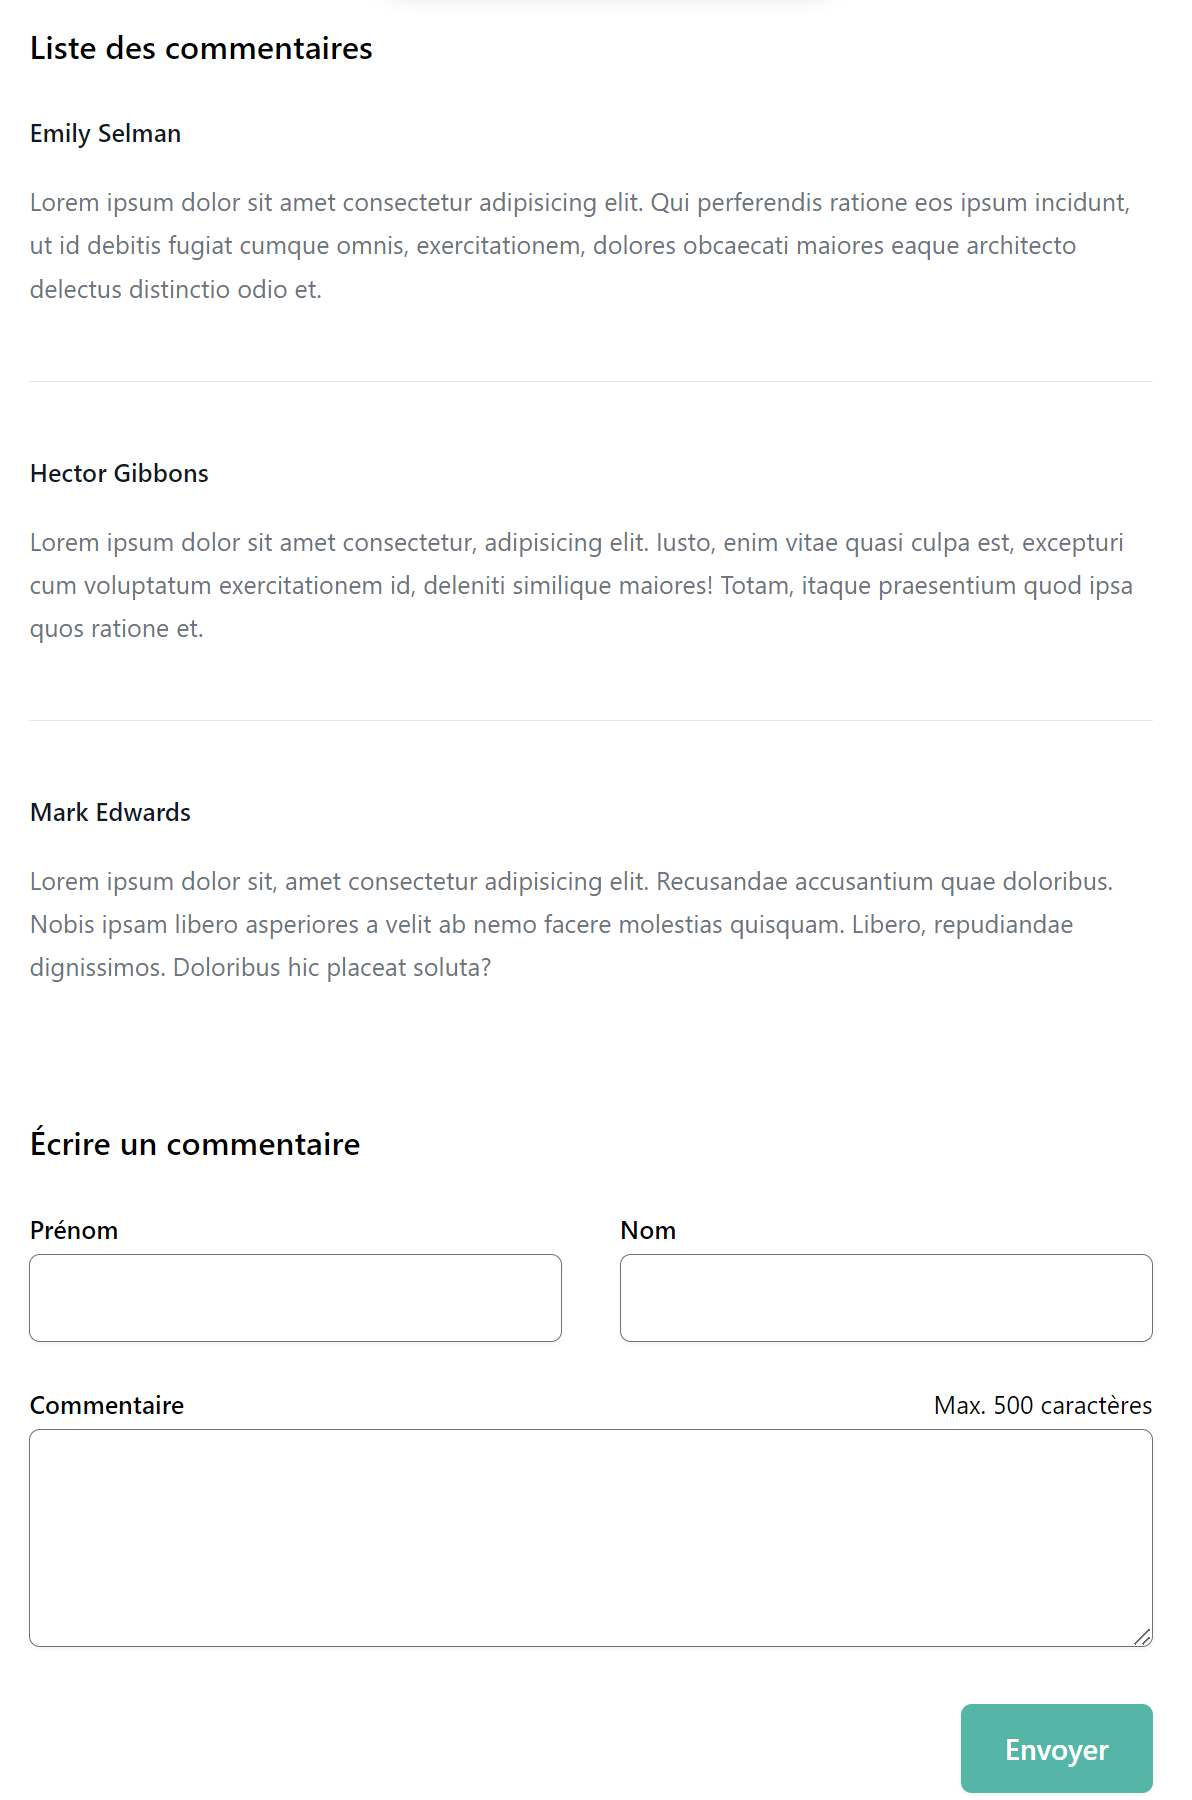 Liste des commentaires
Emily Selman
Lorem ipsum dolor sit amet consectetur adipisicing elit. Qui perferendis ratione eos ipsum incidunt,
ut id debitis fugiat cumque omnis, exercitationem, dolores obcaecati maiores eaque architecto
delectus distinctio odio et.
Hector Gibbons
Lorem ipsum dolor sit amet consectetur, adipisicing elit. Iusto, enim vitae quasi culpa est, excepturi
cum voluptatum exercitationem id, deleniti similique maiores! Totam, itaque praesentium quod ipsa
quos ratione et.
Mark Edwards
Lorem ipsum dolor sit, amet consectetur adipisicing elit. Recusandae accusantium quae doloribus.
Nobis ipsam libero asperiores a velit ab nemo facere molestias quisquam. Libero, repudiandae
dignissimos. Doloribus hic placeat soluta?
Écrire un commentaire
Prénom
Nom
Commentaire
Max. 500 caractères
Envoyer